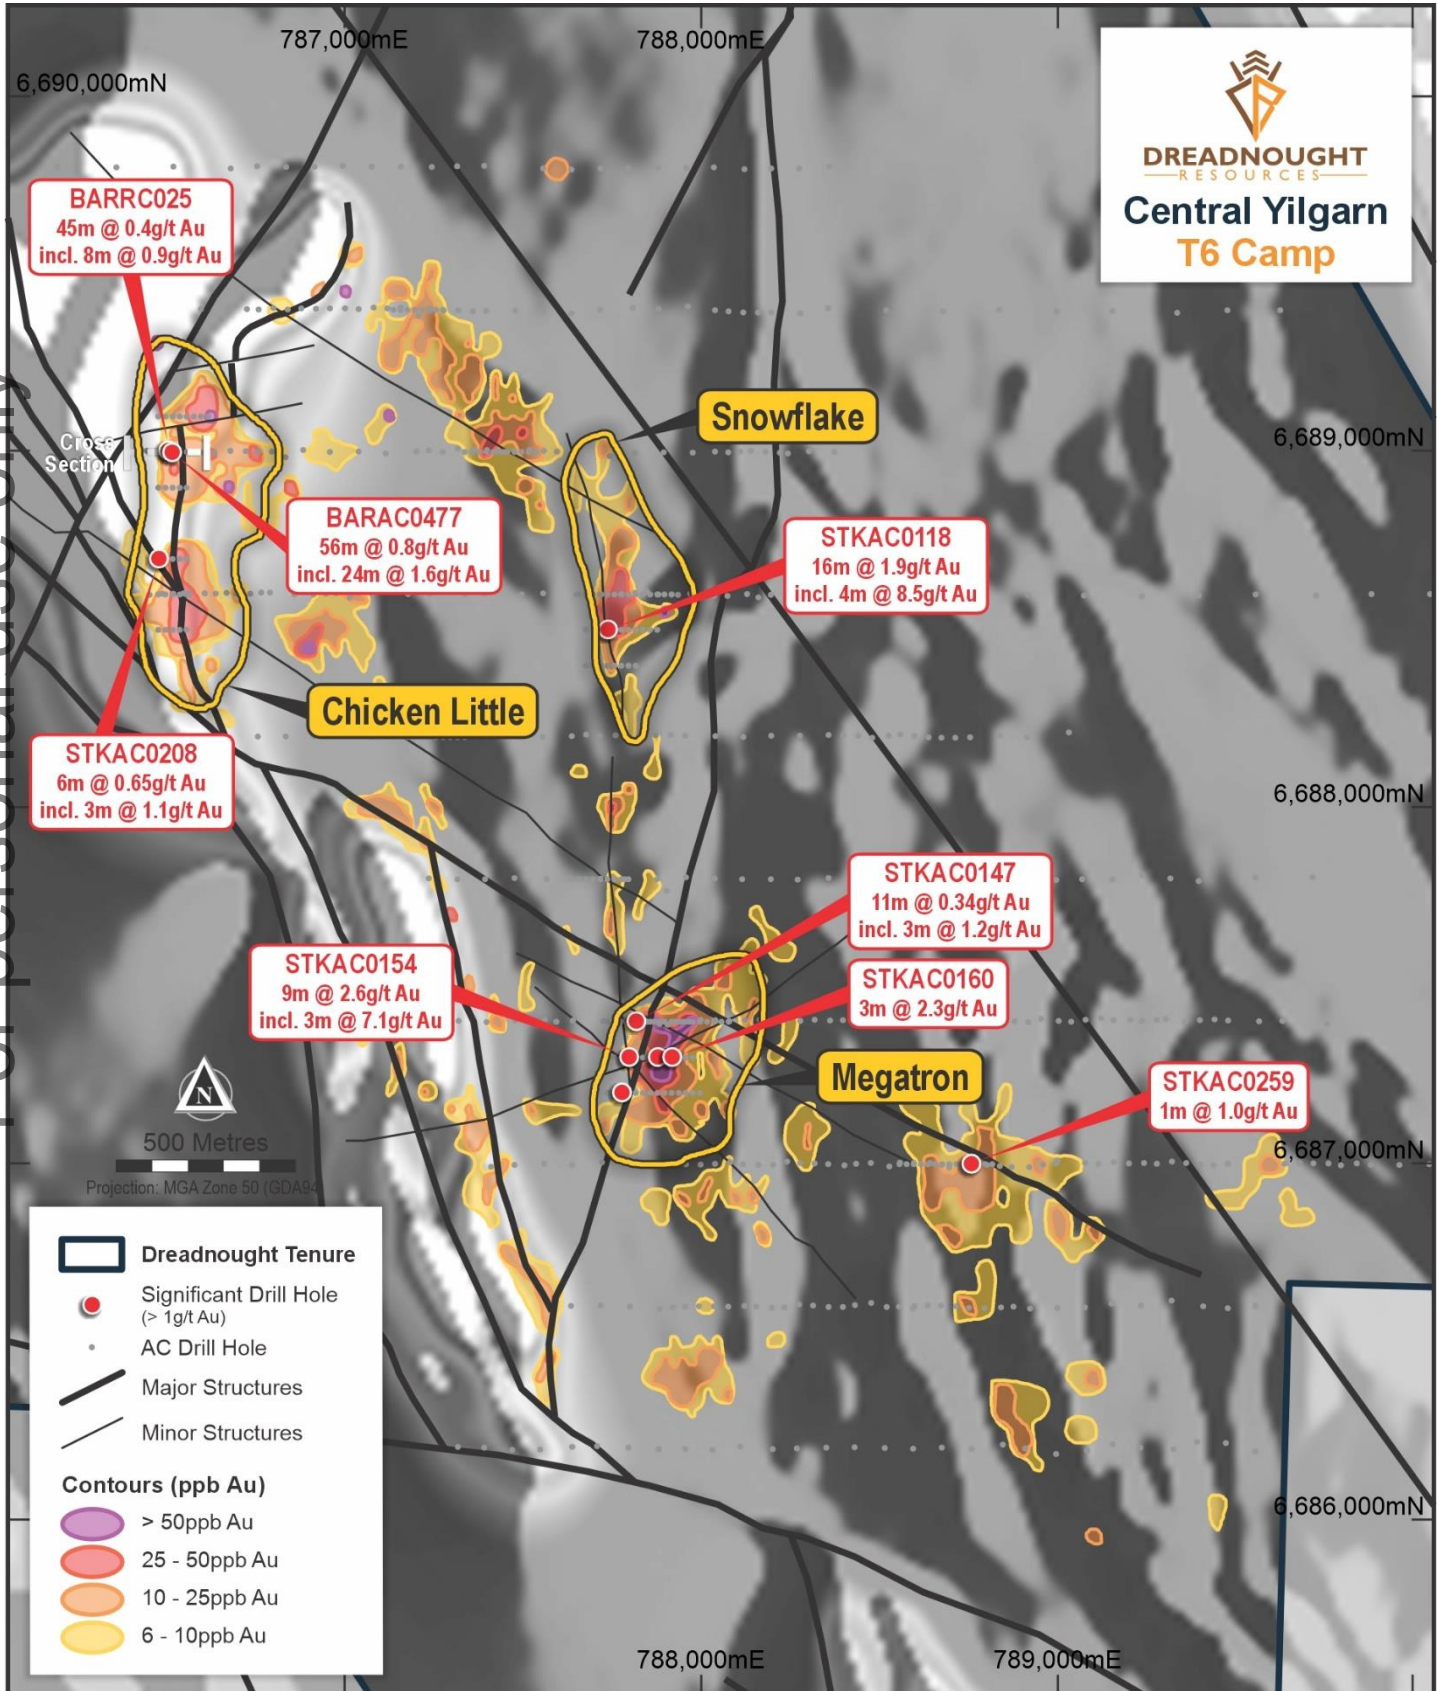 787,000mE
788,000mE
6,690,000mN
DREADNOUGHT
RESOURCES
Central Yilgarn
T6 Camp
BARRC025
45m @ 0.4g/t Au
incl. 8m @ 0.9g/t Au
Snowflake
6,689,000mN
Cross
Section
BARAC0477
56m @ 0.8g/t Au
incl. 24m @ 1.6g/t Au
STKAC0118
16m @ 1.9g/t Au
incl. 4m @ 8.5g/t Au
Chicken Little
STKAC0208
6m @ 0.65g/t Au
incl. 3m @ 1.1g/t Au
6,688,000mN
STKAC0147
11m @ 0.34g/t Au
incl. 3m @ 1.2g/t Au
STKAC0154
9m @ 2.6g/t Au
incl. 3m @ 7.1g/t Au
STKAC0160
3m @ 2.3g/t Au
Megatron
STKAC0259
1m @ 1.0g/t Au
6,687,000mN
N
500 Metres
Projection: MGA Zone 50 (GDA94
Dreadnought Tenure
Significant Drill Hole
(> 1g/t Au)
AC Drill Hole
Major Structures
Minor Structures
Contours (ppb Au)
> 50ppb Au
25 - 50ppb Au
10 - 25ppb Au
6 - 10ppb Au
6,686,000mN
788,000mE
789,000mE